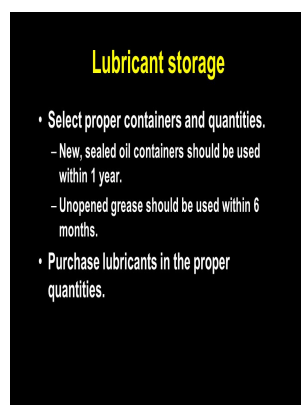 Lubricant storage
• Select proper containers and quantities.
– New, sealed oil containers should be used
within 1 year.
– Unopened grease should be used within 6
months.
• Purchase lubricants in the proper
quantities.